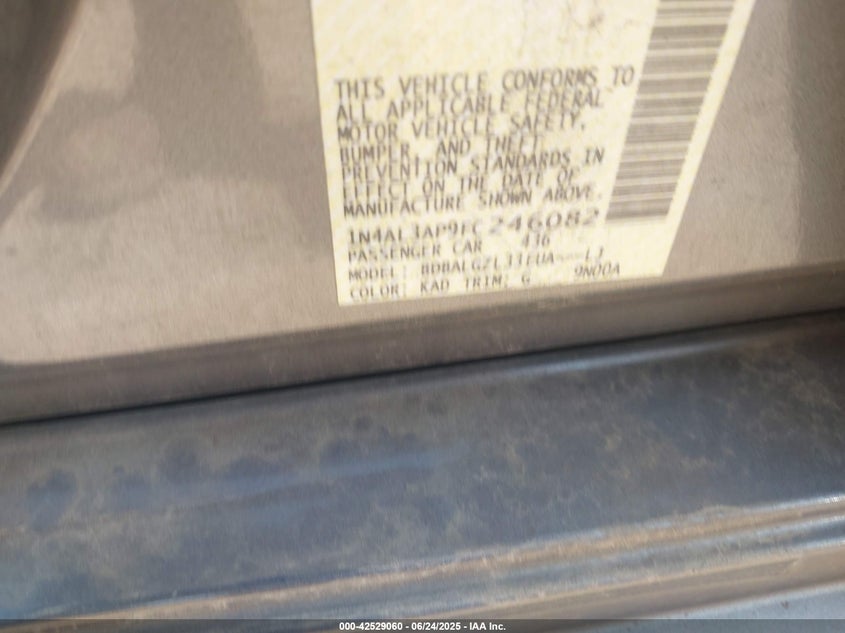 THIS VEHICLE CONFORMS TO
ALL APPLICABLE FEDERAL
MOTOR VEHICLE SAFETY,
BUMPER, AND THEFT
PREVENTION STANDARDS IN
EFFECT ON THE DATE OF
MANUFACTURE SHOWN ABOVE.
1N4AL3AP9FC246082
PASSENGER CAR 436
MODEL: LJ
COLOR: KAD TRIM: G 9N00A
000-42529060 - 06/24/2025 - IAA Inc.